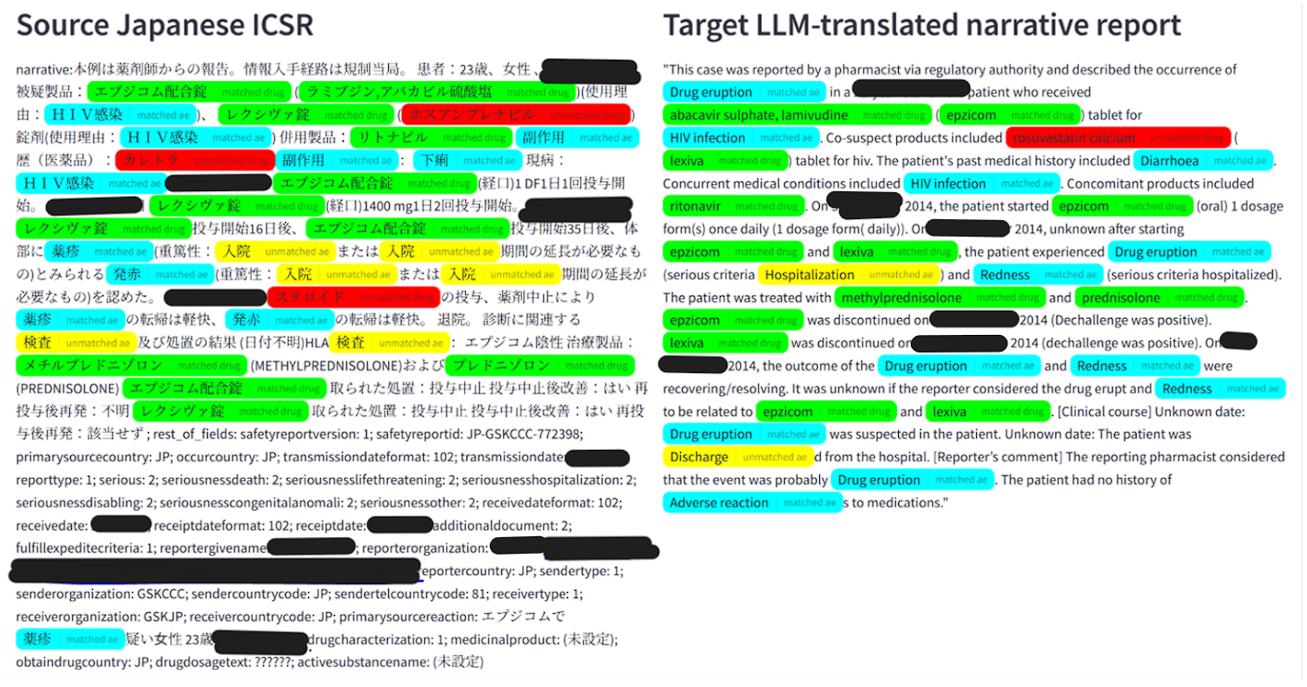 Source Japanese ICSR
narrative:本例は薬剤師からの報告。情報入手経路は規制当局。 患者：23歳、女性、
被疑製品： エプジコム配合錠 matched drug (ラミブジン,アバカビル硫酸塩 matched drug )(使用理
由： ＨＩＶ感染 matched ae )、 レクシヴァ錠 matched drug ( ホスアンプレナビル unmatched drug )
錠剤(使用理由： ＨＩＶ感染 matched ae ) 併用製品： リトナビル matched drug 副作用 matched ae
歴（医薬品）： カレトラ unmatched drug 副作用 matched ae ： 下痢 matched ae 現病：
ＨＩＶ感染 matched ae エプジコム配合錠 matched drug (経口)1 DF1日1回投与開
始。 レクシヴァ錠 matched drug (経口)1400 mg1日2回投与開始。
レクシヴァ錠 matched drug 投与開始16日後、 エプジコム配合錠 matched drug 投与開始35日後、体
部に 薬疹 matched ae (重篤性： 入院 unmatched ae または 入院 unmatched ae 期間の延長が必要なも
の)とみられる 発赤 matched ae (重篤性： 入院 unmatched ae または 入院 unmatched ae 期間の延長が
必要なもの)を認めた。 ステロイド unmatched drug の投与、薬剤中止により
薬疹 matched ae の転帰は軽快、 発赤 matched ae の転帰は軽快。 退院。 診断に関連する
検査 unmatched ae 及び処置の結果 (日付不明)HLA 検査 unmatched ae ： エプジコム陰性 治療製品：
メチルプレドニゾロン matched drug (METHYLPREDNISOLONE)および プレドニゾロン matched drug
(PREDNISOLONE) エプジコム配合錠 matched drug 取られた処置：投与中止 投与中止後改善：はい 再
投与後再発：不明 レクシヴァ錠 matched drug 取られた処置：投与中止 投与中止後改善：はい 再投
与後再発：該当せず ; rest_of_fields: safetyreportversion: 1; safetyreportid: JP-GSKCCC-772398;
primarysourcecountry: JP; occurcountry: JP; transmissiondateformat: 102; transmissiondate:
reporttype: 1; serious: 2; seriousnessdeath: 2; seriousnesslifethreatening: 2; seriousnesshospitalization: 2;
seriousnessdisabling: 2; seriousnesscongenitalanomali: 2; seriousnessother: 2; receivedateformat: 102;
receivedate: receiptdateformat: 102; receiptdate: additionaldocument: 2;
fulfillexpeditecriteria: 1; reportergivename ; reporterorganization:
eportercountry: JP; sendertype: 1;
senderorganization: GSKCCC; sendercountrycode: JP; sendertelcountrycode: 81; receivertype: 1;
receiverorganization: GSKJP; receivercountrycode: JP; primarysourcereaction: エプジコムで
薬疹 matched ae 疑い女性 23歳 drugcharacterization: 1; medicinalproduct: (未設定);
obtaindrugcountry: JP; drugdosagetext: ??????; activesubstancename: (未設定)
Target LLM-translated narrative report
"This case was reported by a pharmacist via regulatory authority and described the occurrence of
Drug eruption matched ae in a patient who received
abacavir sulphate, lamivudine matched drug ( epzicom matched drug ) tablet for
HIV infection matched ae . Co-suspect products included rosuvastatin calcium unmatched drug (
lexiva matched drug ) tablet for hiv. The patient's past medical history included Diarrhoea matched ae .
Concurrent medical conditions included HIV infection matched ae . Concomitant products included
ritonavir matched drug . On 2014, the patient started epzicom matched drug (oral) 1 dosage
form(s) once daily (1 dosage form( daily)). On 2014, unknown after starting
epzicom matched drug and lexiva matched drug , the patient experienced Drug eruption matched ae
(serious criteria Hospitalization unmatched ae ) and Redness matched ae (serious criteria hospitalized).
The patient was treated with methylprednisolone matched drug and prednisolone matched drug .
epzicom matched drug was discontinued on 2014 (Dechallenge was positive).
lexiva matched drug was discontinued on 2014 (dechallenge was positive). On
2014, the outcome of the Drug eruption matched ae and Redness matched ae were
recovering/resolving. It was unknown if the reporter considered the drug erupt and Redness matched ae
to be related to epzicom matched drug and lexiva matched drug . [Clinical course] Unknown date:
Drug eruption matched ae was suspected in the patient. Unknown date: The patient was
Discharge unmatched ae d from the hospital. [Reporter's comment] The reporting pharmacist considered
that the event was probably Drug eruption matched ae . The patient had no history of
Adverse reaction matched ae s to medications."